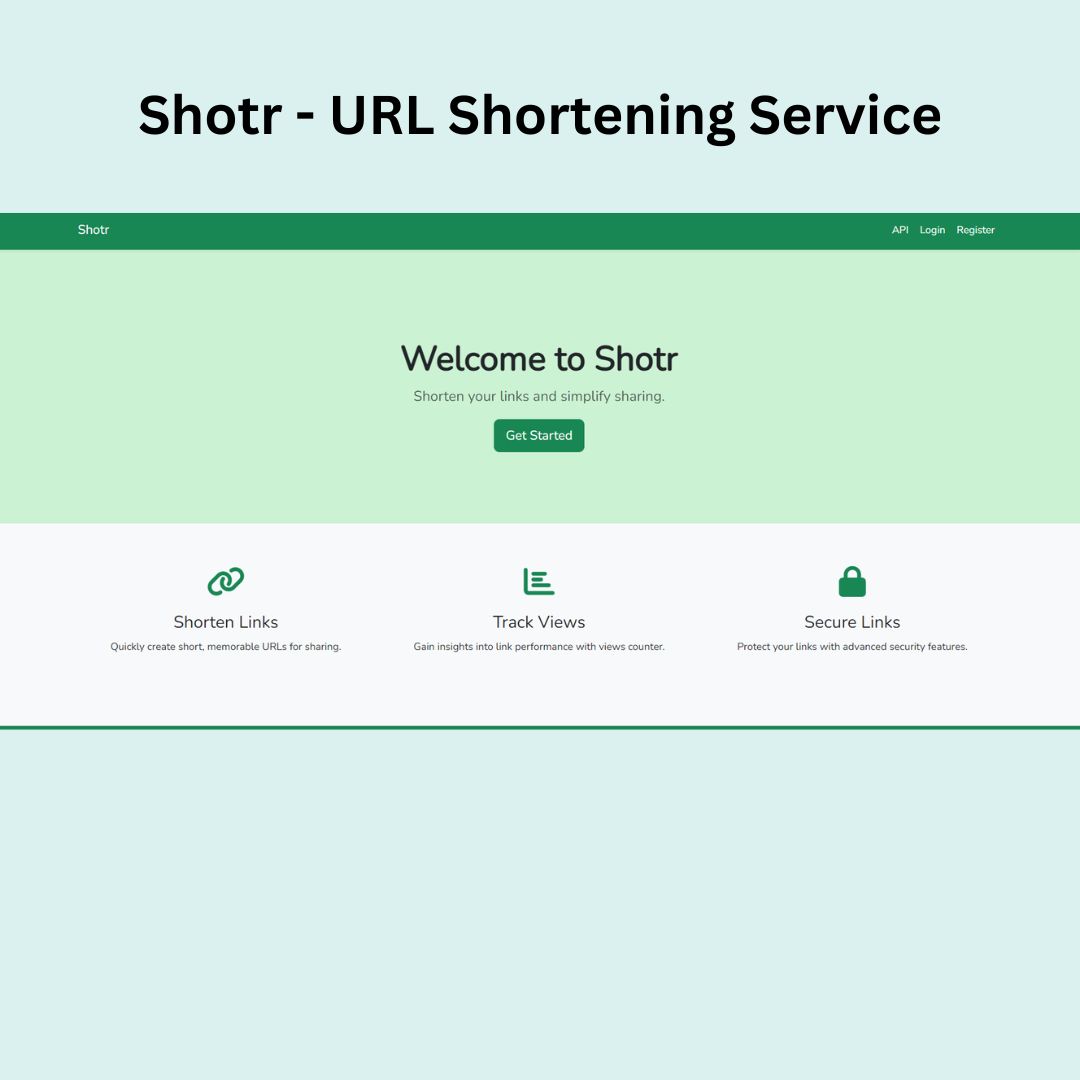 Shotr - URL Shortening Service
Shotr
API Login Register
Welcome to Shotr
Shorten your links and simplify sharing.
Get Started
Shorten Links
Quickly create short, memorable URLs for sharing.
Track Views
Gain insights into link performance with views counter.
Secure Links
Protect your links with advanced security features.